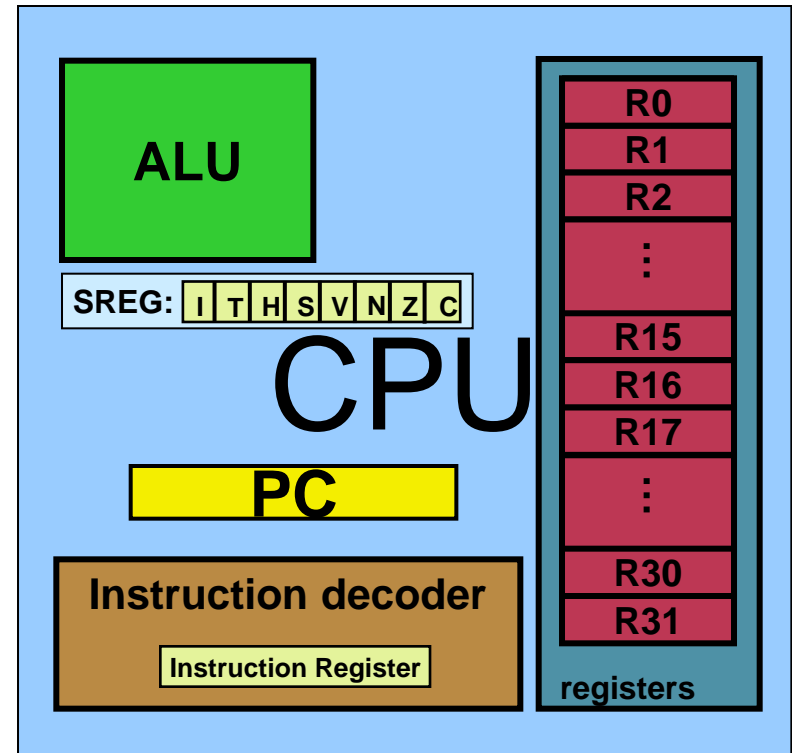 ALU
SREG: I T H S V N Z C
CPU
PC
Instruction decoder
Instruction Register
R0
R1
R2
⋮
R15
R16
R17
⋮
R30
R31
registers